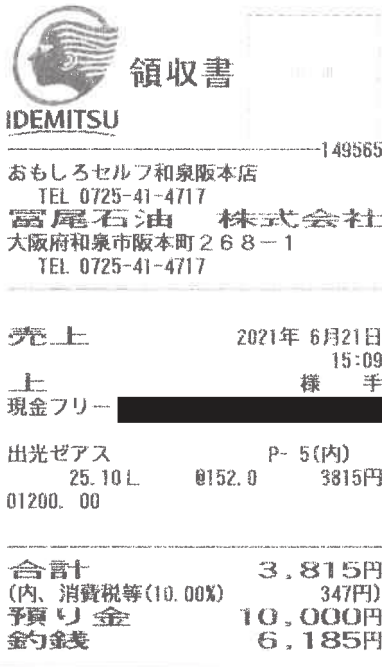 領収書
IDEMITSU
149565
おもしろセルフ和泉阪本店
TEL 0725-41-4717
冨尾石油 株式会社
大阪府和泉市阪本町268-1
TEL 0725-41-4717
売上 2021年 6月21日
15:09
上 様 手
現金フリー
出光ゼアス P- 5(内)
25.10L @152.0 3815円
01200. 00
合計 3,815円
(内、消費税等(10.00%) 347円)
預り金 10,000円
釣銭 6,185円